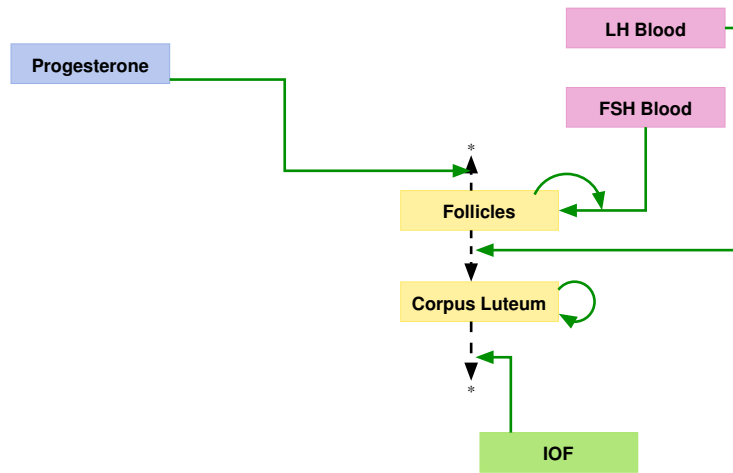 LH Blood
Progesterone
FSH Blood
*
Follicles
Corpus Luteum
*
IOF